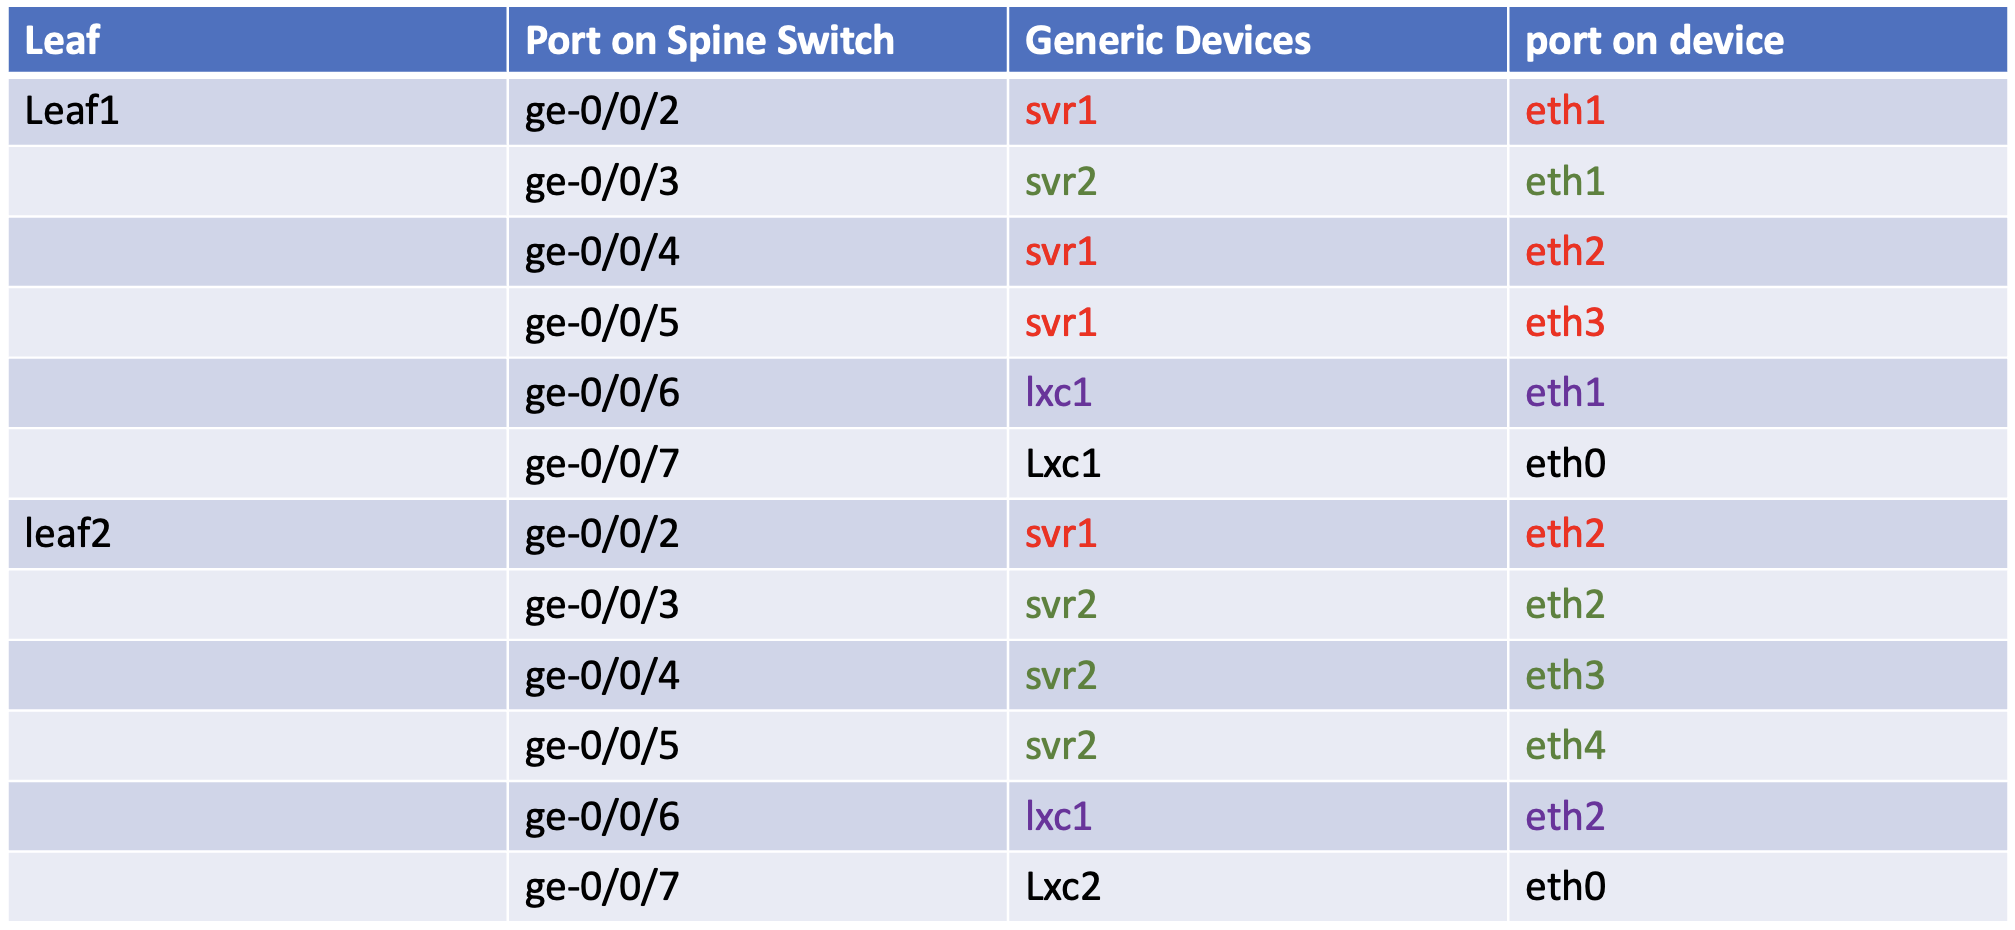 Leaf Port on Spine Switch Generic Devices port on device
Leaf1 ge-0/0/2 svr1 eth1
ge-0/0/3 svr2 eth1
ge-0/0/4 svr1 eth2
ge-0/0/5 svr1 eth3
ge-0/0/6 lxc1 eth1
ge-0/0/7 Lxc1 eth0
leaf2 ge-0/0/2 svr1 eth2
ge-0/0/3 svr2 eth2
ge-0/0/4 svr2 eth3
ge-0/0/5 svr2 eth4
ge-0/0/6 lxc1 eth2
ge-0/0/7 Lxc2 eth0